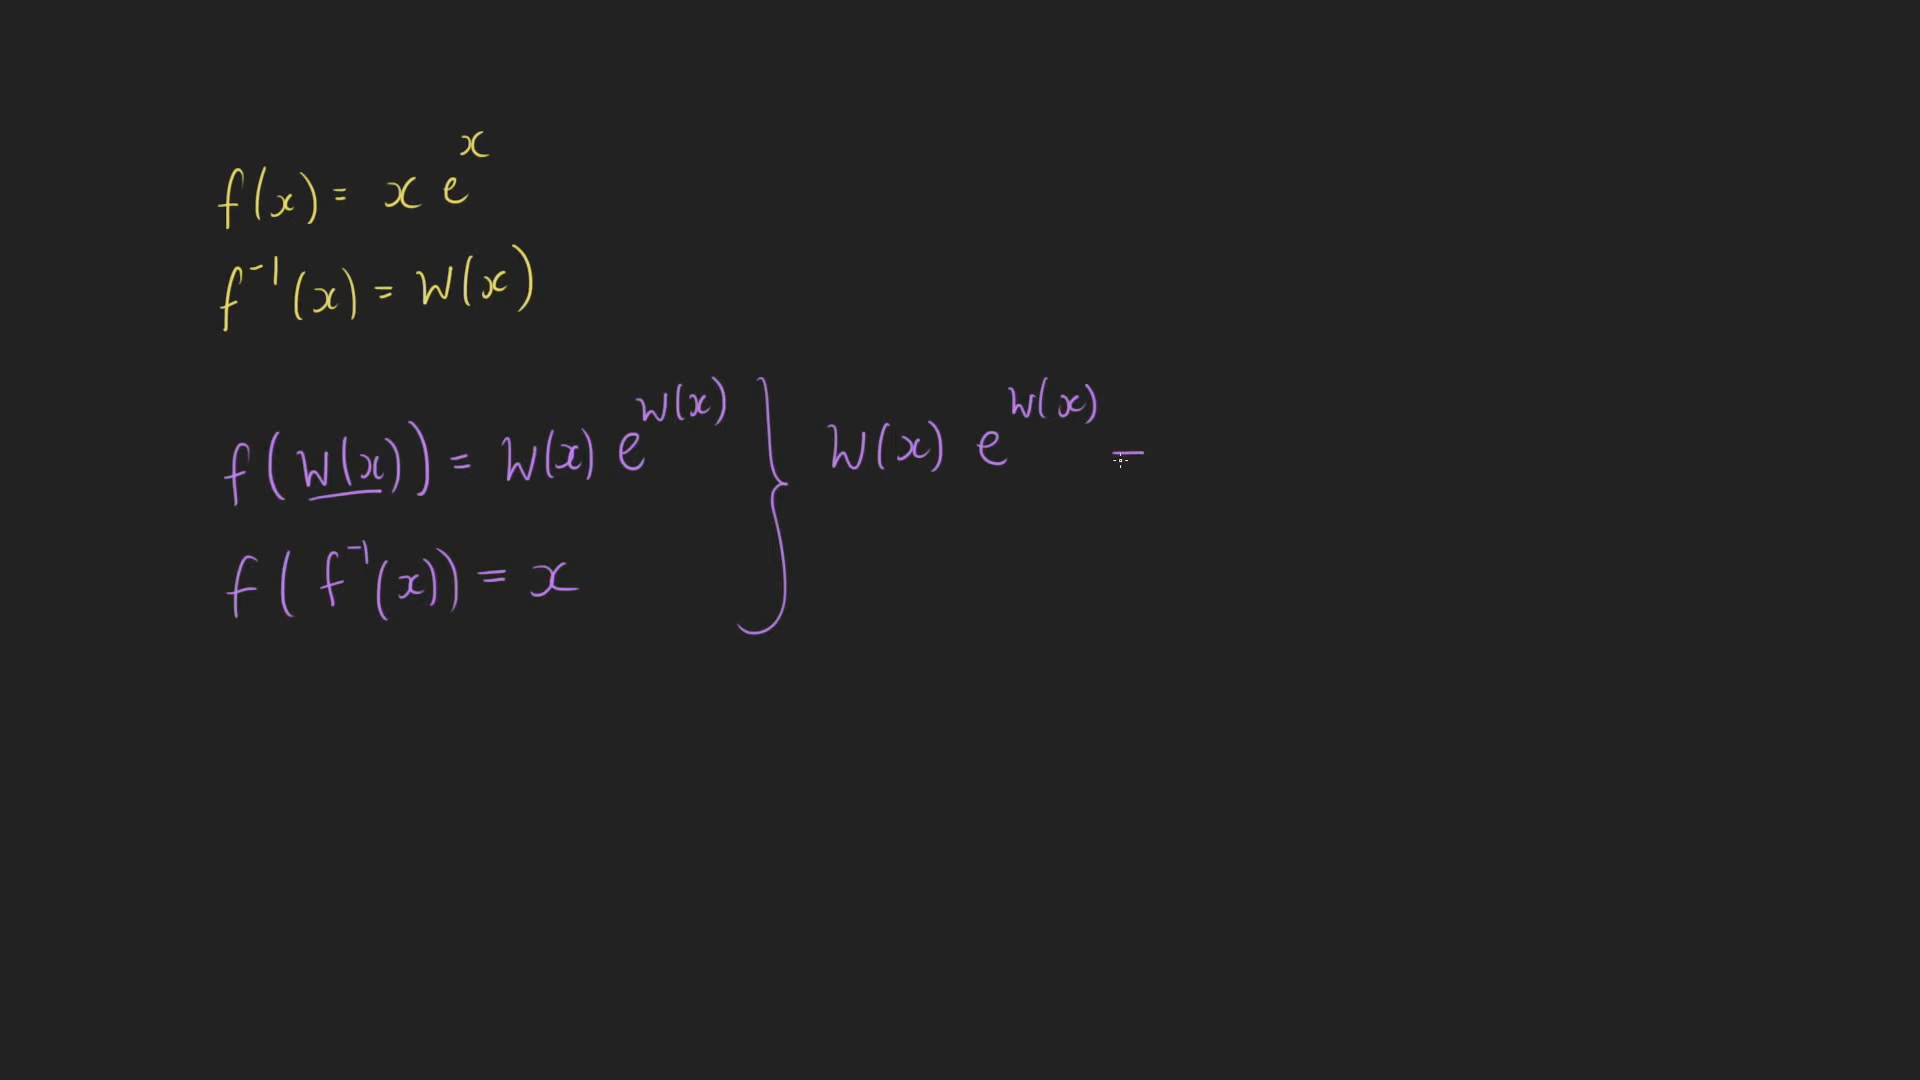 f(x) = x e^x
f^-1(x) = W(x)
f(W(x)) = W(x) e^W(x) } W(x) e^W(x) –
f(f^-1(x)) = x